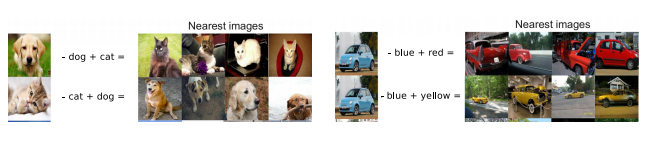 Nearest images
- dog + cat =
- cat + dog =
Nearest images
- blue + red =
- blue + yellow =